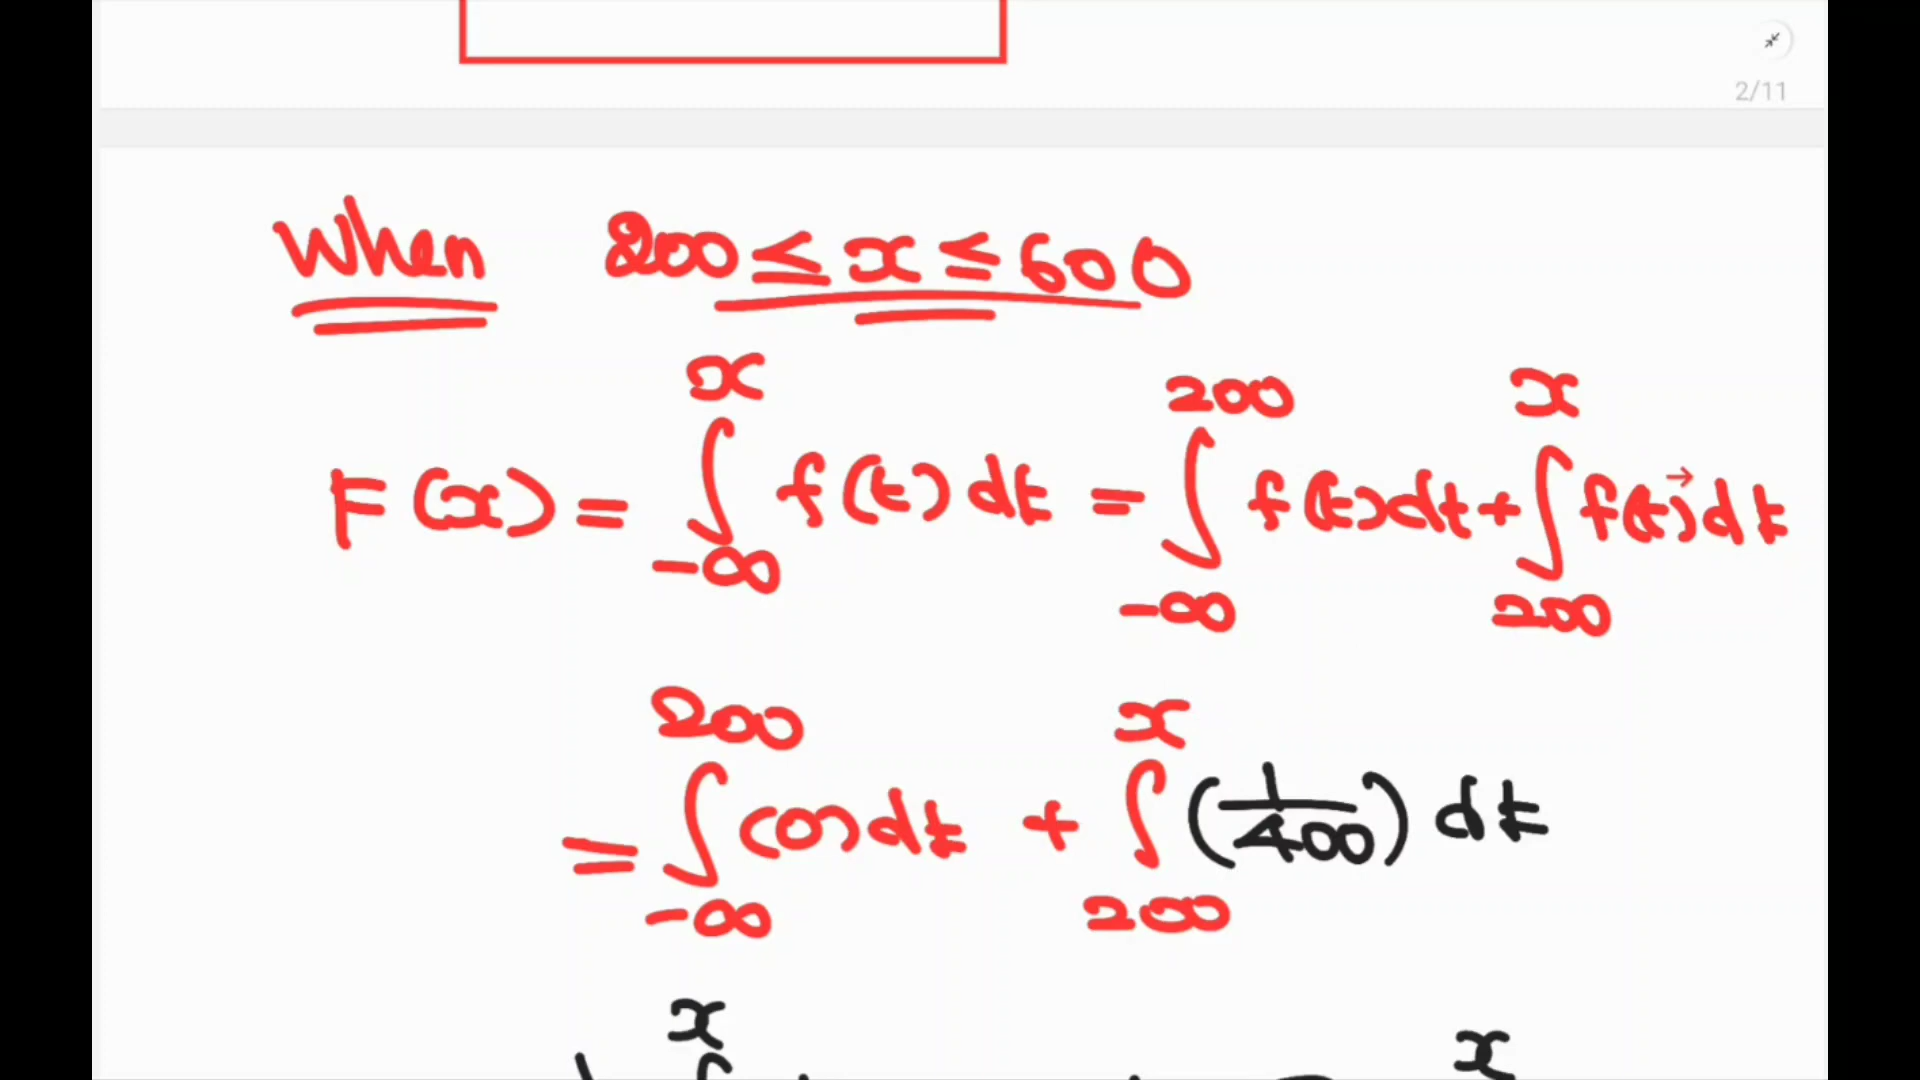 2/11
When 200 ≤ x ≤ 600
F(x) = ∫_{-∞}^{x} f(t) dt = ∫_{-∞}^{200} f(t) dt + ∫_{200}^{x} f(t) dt
= ∫_{-∞}^{200} (0) dt + ∫_{200}^{x} (1/400) dt
x x